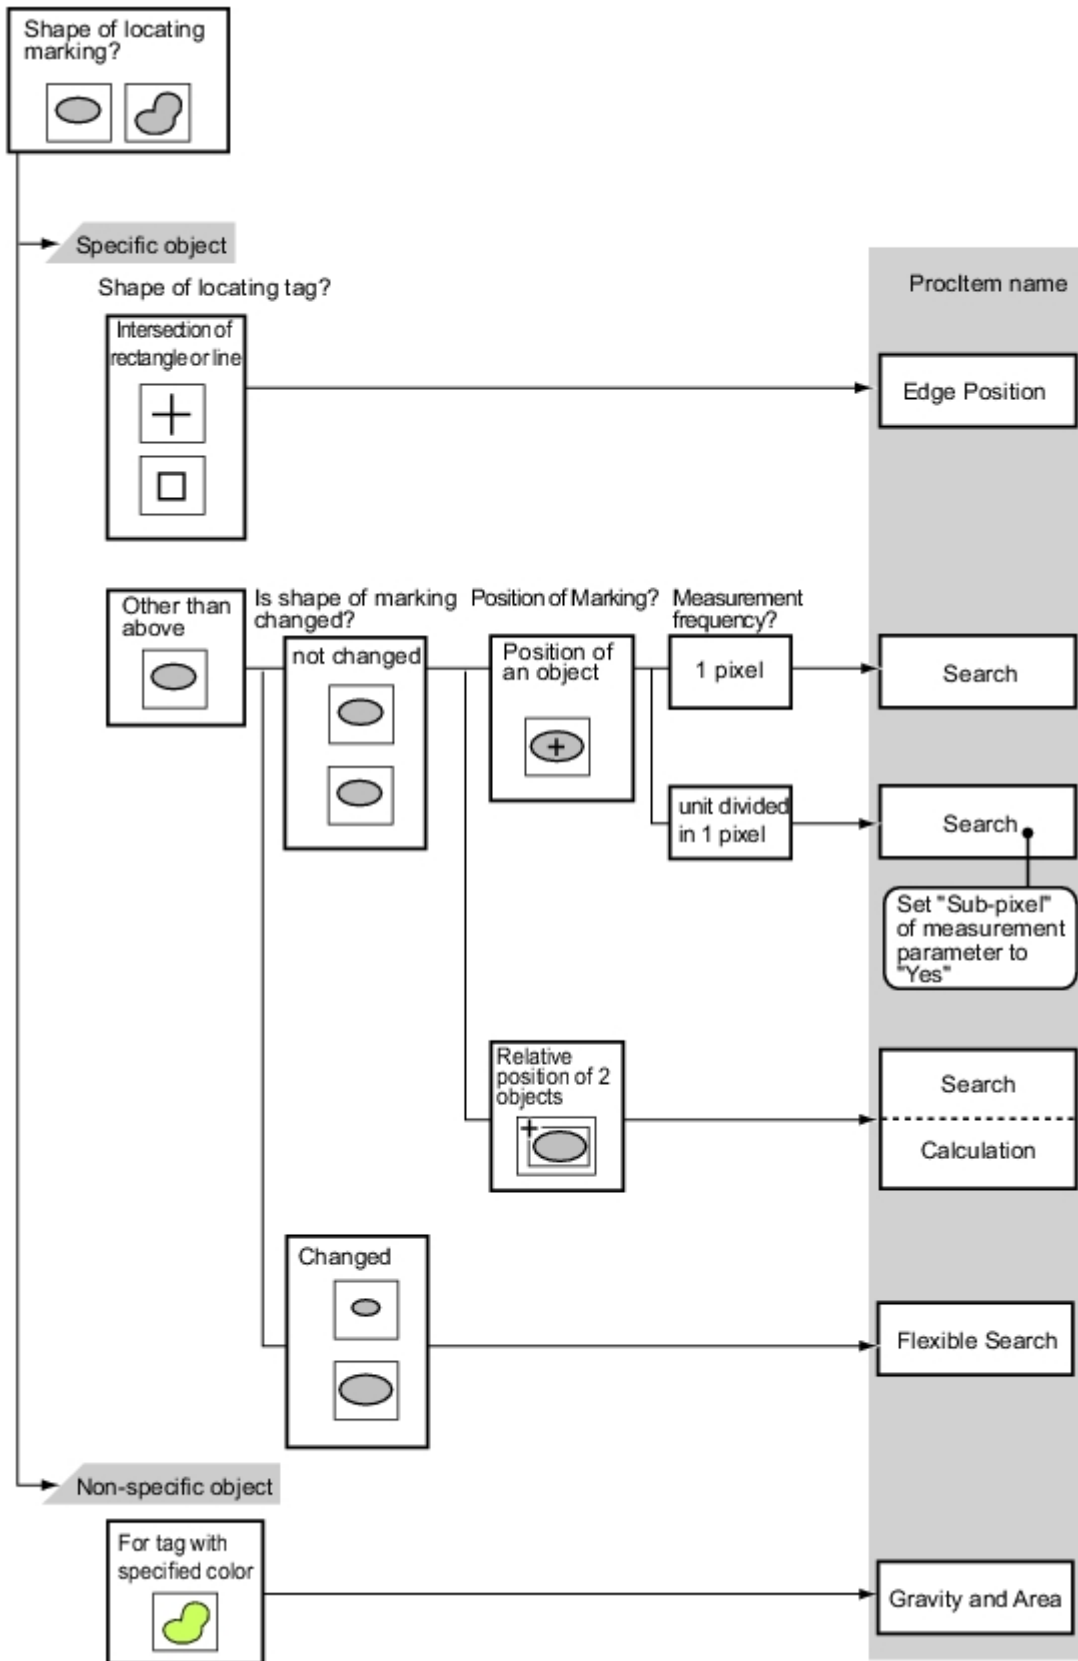 Shape of locating
marking?
Specific object
Shape of locating tag?
ProcItem name
Intersection of
rectangle or line
Edge Position
Other than
above
Is shape of marking
changed?
not changed
Position of Marking?
Position of
an object
Measurement
frequency?
1 pixel
Search
unit divided
in 1 pixel
Search
Set "Sub-pixel"
of measurement
parameter to
"Yes"
Relative
position of 2
objects
Search
Calculation
Changed
Flexible Search
Non-specific object
For tag with
specified color
Gravity and Area